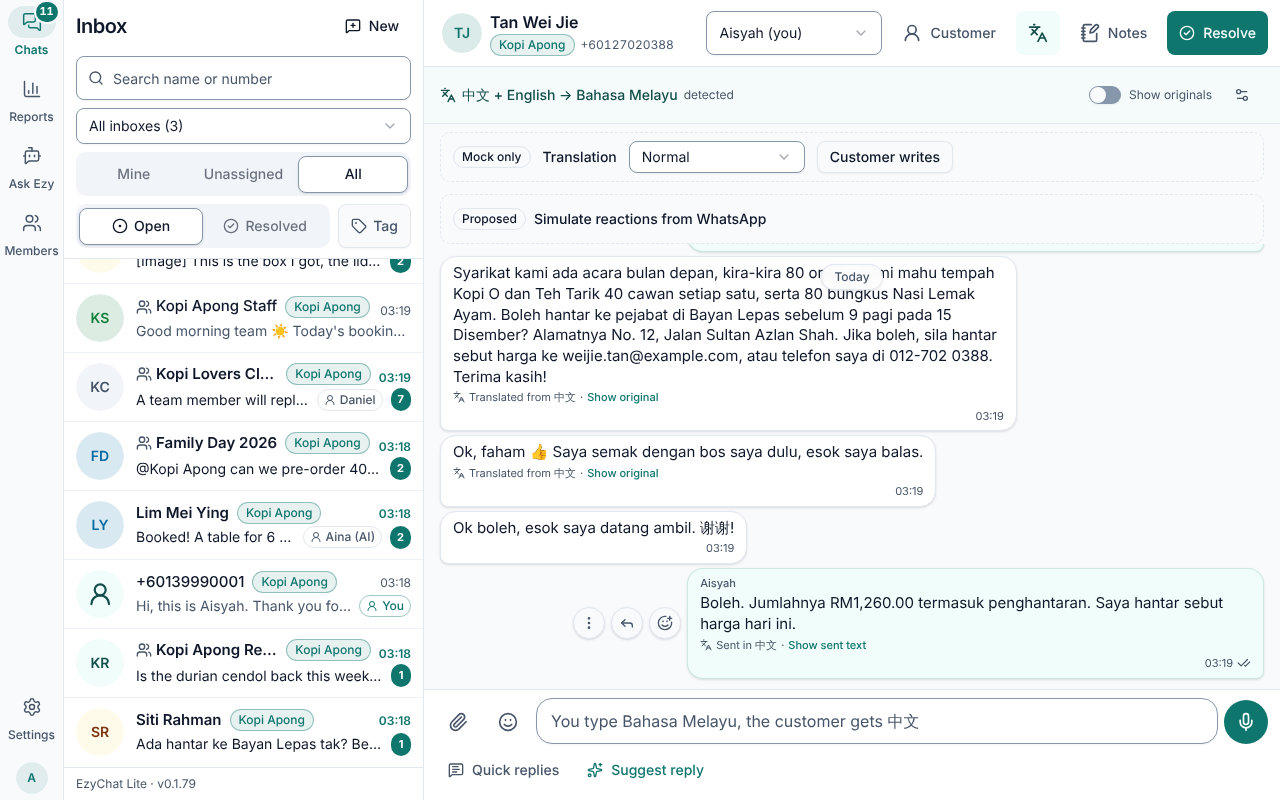 11
Chats
Reports
Ask Ezy
Members
Settings
A
Inbox
New
Search name or number
All inboxes (3)
Mine
Unassigned
All
Open
Resolved
Tag
[Image] This is the box I got, the lid...
2
KS
Kopi Apong Staff
Kopi Apong
03:19
Good morning team ☀️ Today's bookin...
KC
Kopi Lovers Cl...
Kopi Apong
03:19
A team member will repl...
Daniel
7
FD
Family Day 2026
Kopi Apong
03:18
@Kopi Apong can we pre-order 40...
2
LY
Lim Mei Ying
Kopi Apong
03:18
Booked! A table for 6 ...
Aina (AI)
2
+60139990001
Kopi Apong
03:18
Hi, this is Aisyah. Thank you fo...
You
KR
Kopi Apong Re...
Kopi Apong
03:18
Is the durian cendol back this week...
1
SR
Siti Rahman
Kopi Apong
03:18
Ada hantar ke Bayan Lepas tak? Be...
1
EzyChat Lite · v0.1.79
TJ
Tan Wei Jie
Kopi Apong
+60127020388
Aisyah (you)
Customer
Notes
Resolve
中文 + English → Bahasa Melayu detected
Show originals
Mock only
Translation
Normal
Customer writes
Proposed
Simulate reactions from WhatsApp
Today
Syarikat kami ada acara bulan depan, kira-kira 80 mahu tempah
Kopi O dan Teh Tarik 40 cawan setiap satu, serta 80 bungkus Nasi Lemak
Ayam. Boleh hantar ke pejabat di Bayan Lepas sebelum 9 pagi pada 15
Disember? Alamatnya No. 12, Jalan Sultan Azlan Shah. Jika boleh, sila hantar
sebut harga ke weijie.tan@example.com, atau telefon saya di 012-702 0388.
Terima kasih!
Translated from 中文 · Show original
03:19
Ok, faham 👍 Saya semak dengan bos saya dulu, esok saya balas.
Translated from 中文 · Show original
03:19
Ok boleh, esok saya datang ambil. 谢谢!
03:19
Aisyah
Boleh. Jumlahnya RM1,260.00 termasuk penghantaran. Saya hantar sebut
harga hari ini.
Sent in 中文 · Show sent text
03:19
You type Bahasa Melayu, the customer gets 中文
Quick replies
Suggest reply